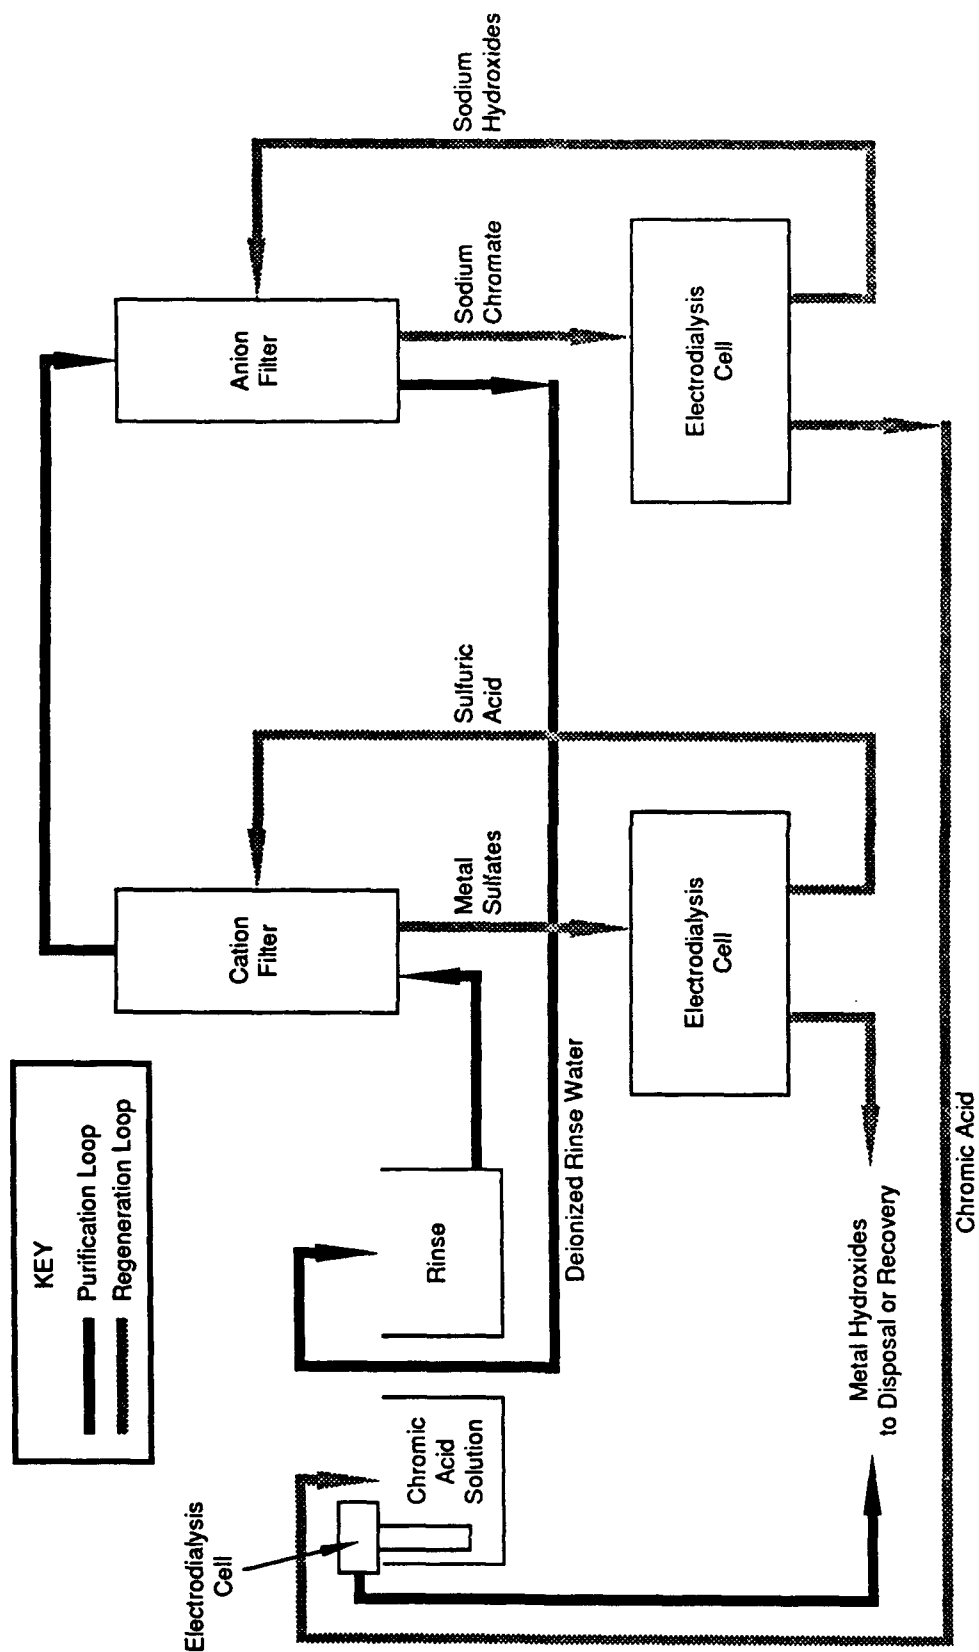 KEY
Purification Loop
Regeneration Loop
Electrodialysis
Cell
Chromic
Acid
Solution
Rinse
Cation
Filter
Anion
Filter
Metal
Sulfates
Sulfuric
Acid
Sodium
Chromate
Sodium
Hydroxides
Deionized Rinse Water
Electrodialysis
Cell
Electrodialysis
Cell
Metal Hydroxides
to Disposal or Recovery
Chromic Acid